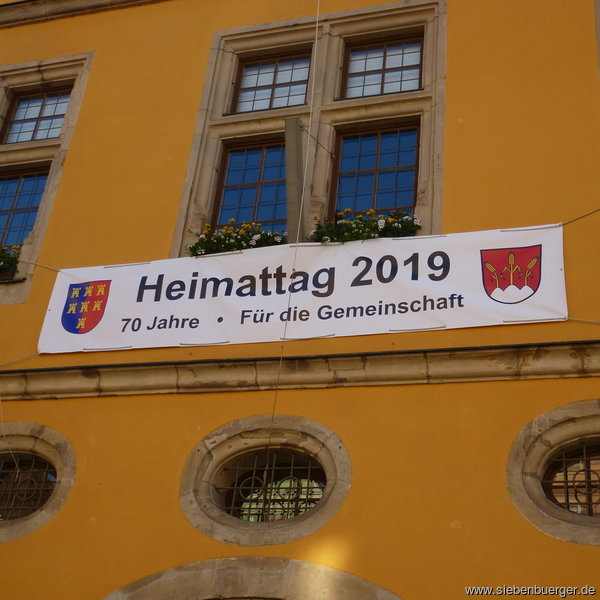 Heimattag 2019
70 Jahre • Für die Gemeinschaft
www.siebenbuerger.de